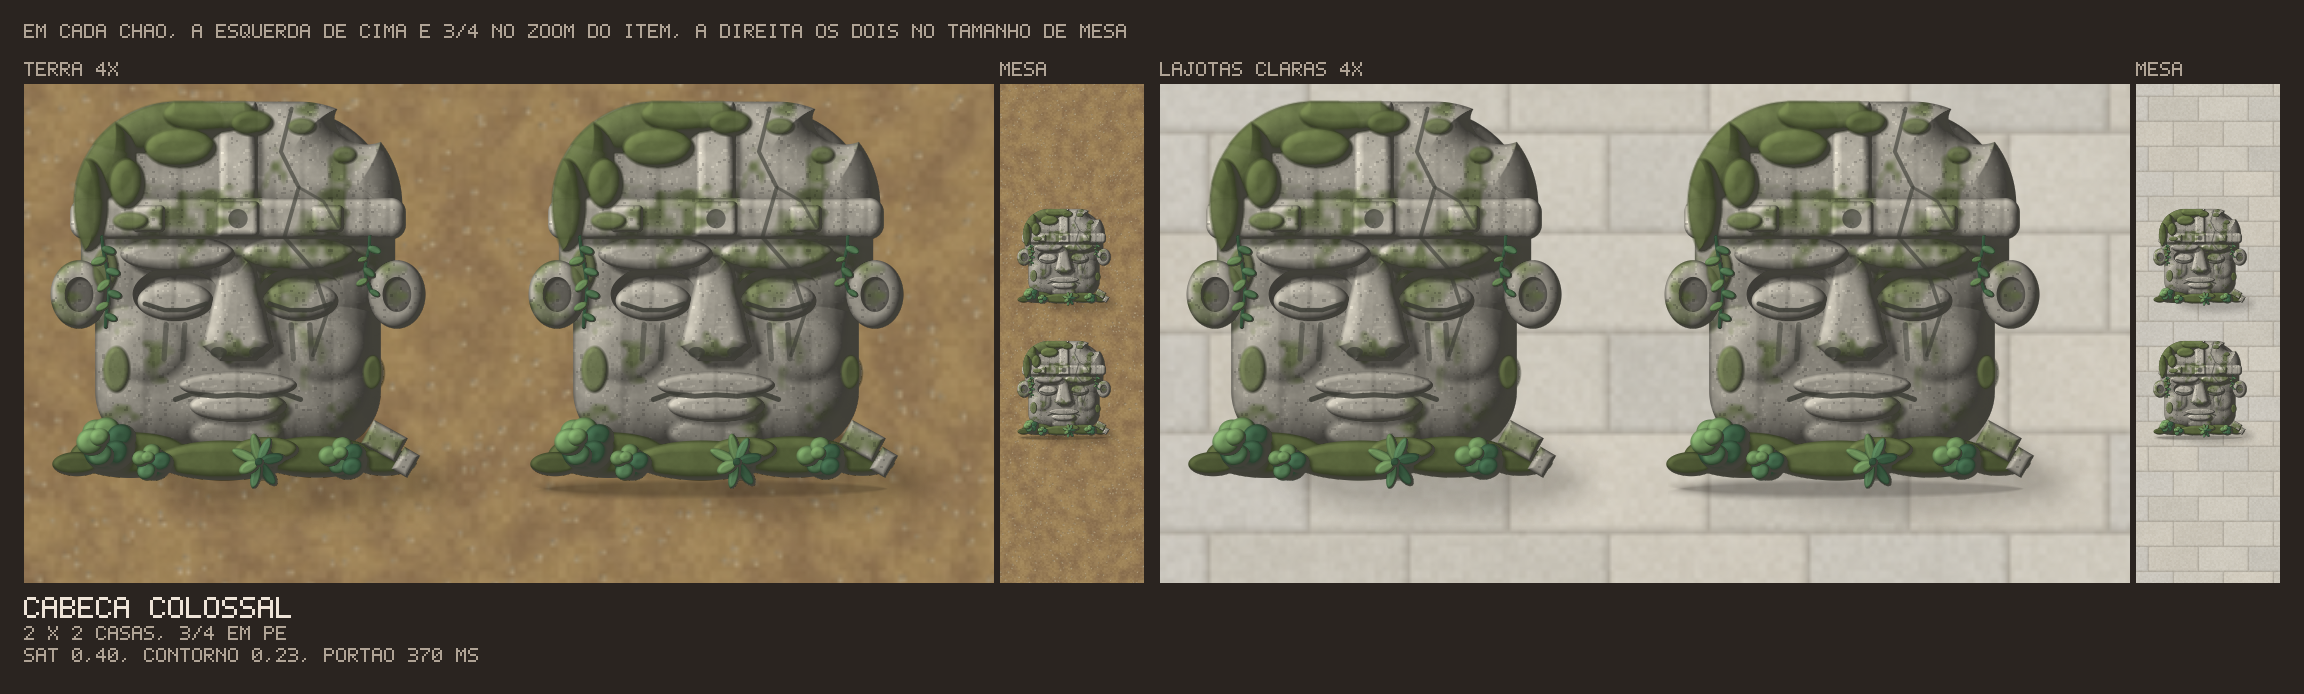 EM CADA CHAO, A ESQUERDA DE CIMA E 3/4 NO ZOOM DO ITEM, A DIREITA OS DOIS NO TAMANHO DE MESA
TERRA 4X
MESA
LAJOTAS CLARAS 4X
MESA
CABECA COLOSSAL
2 X 2 CASAS, 3/4 EM PE
SAT 0,40, CONTORNO 0,23, PORTAO 370 MS